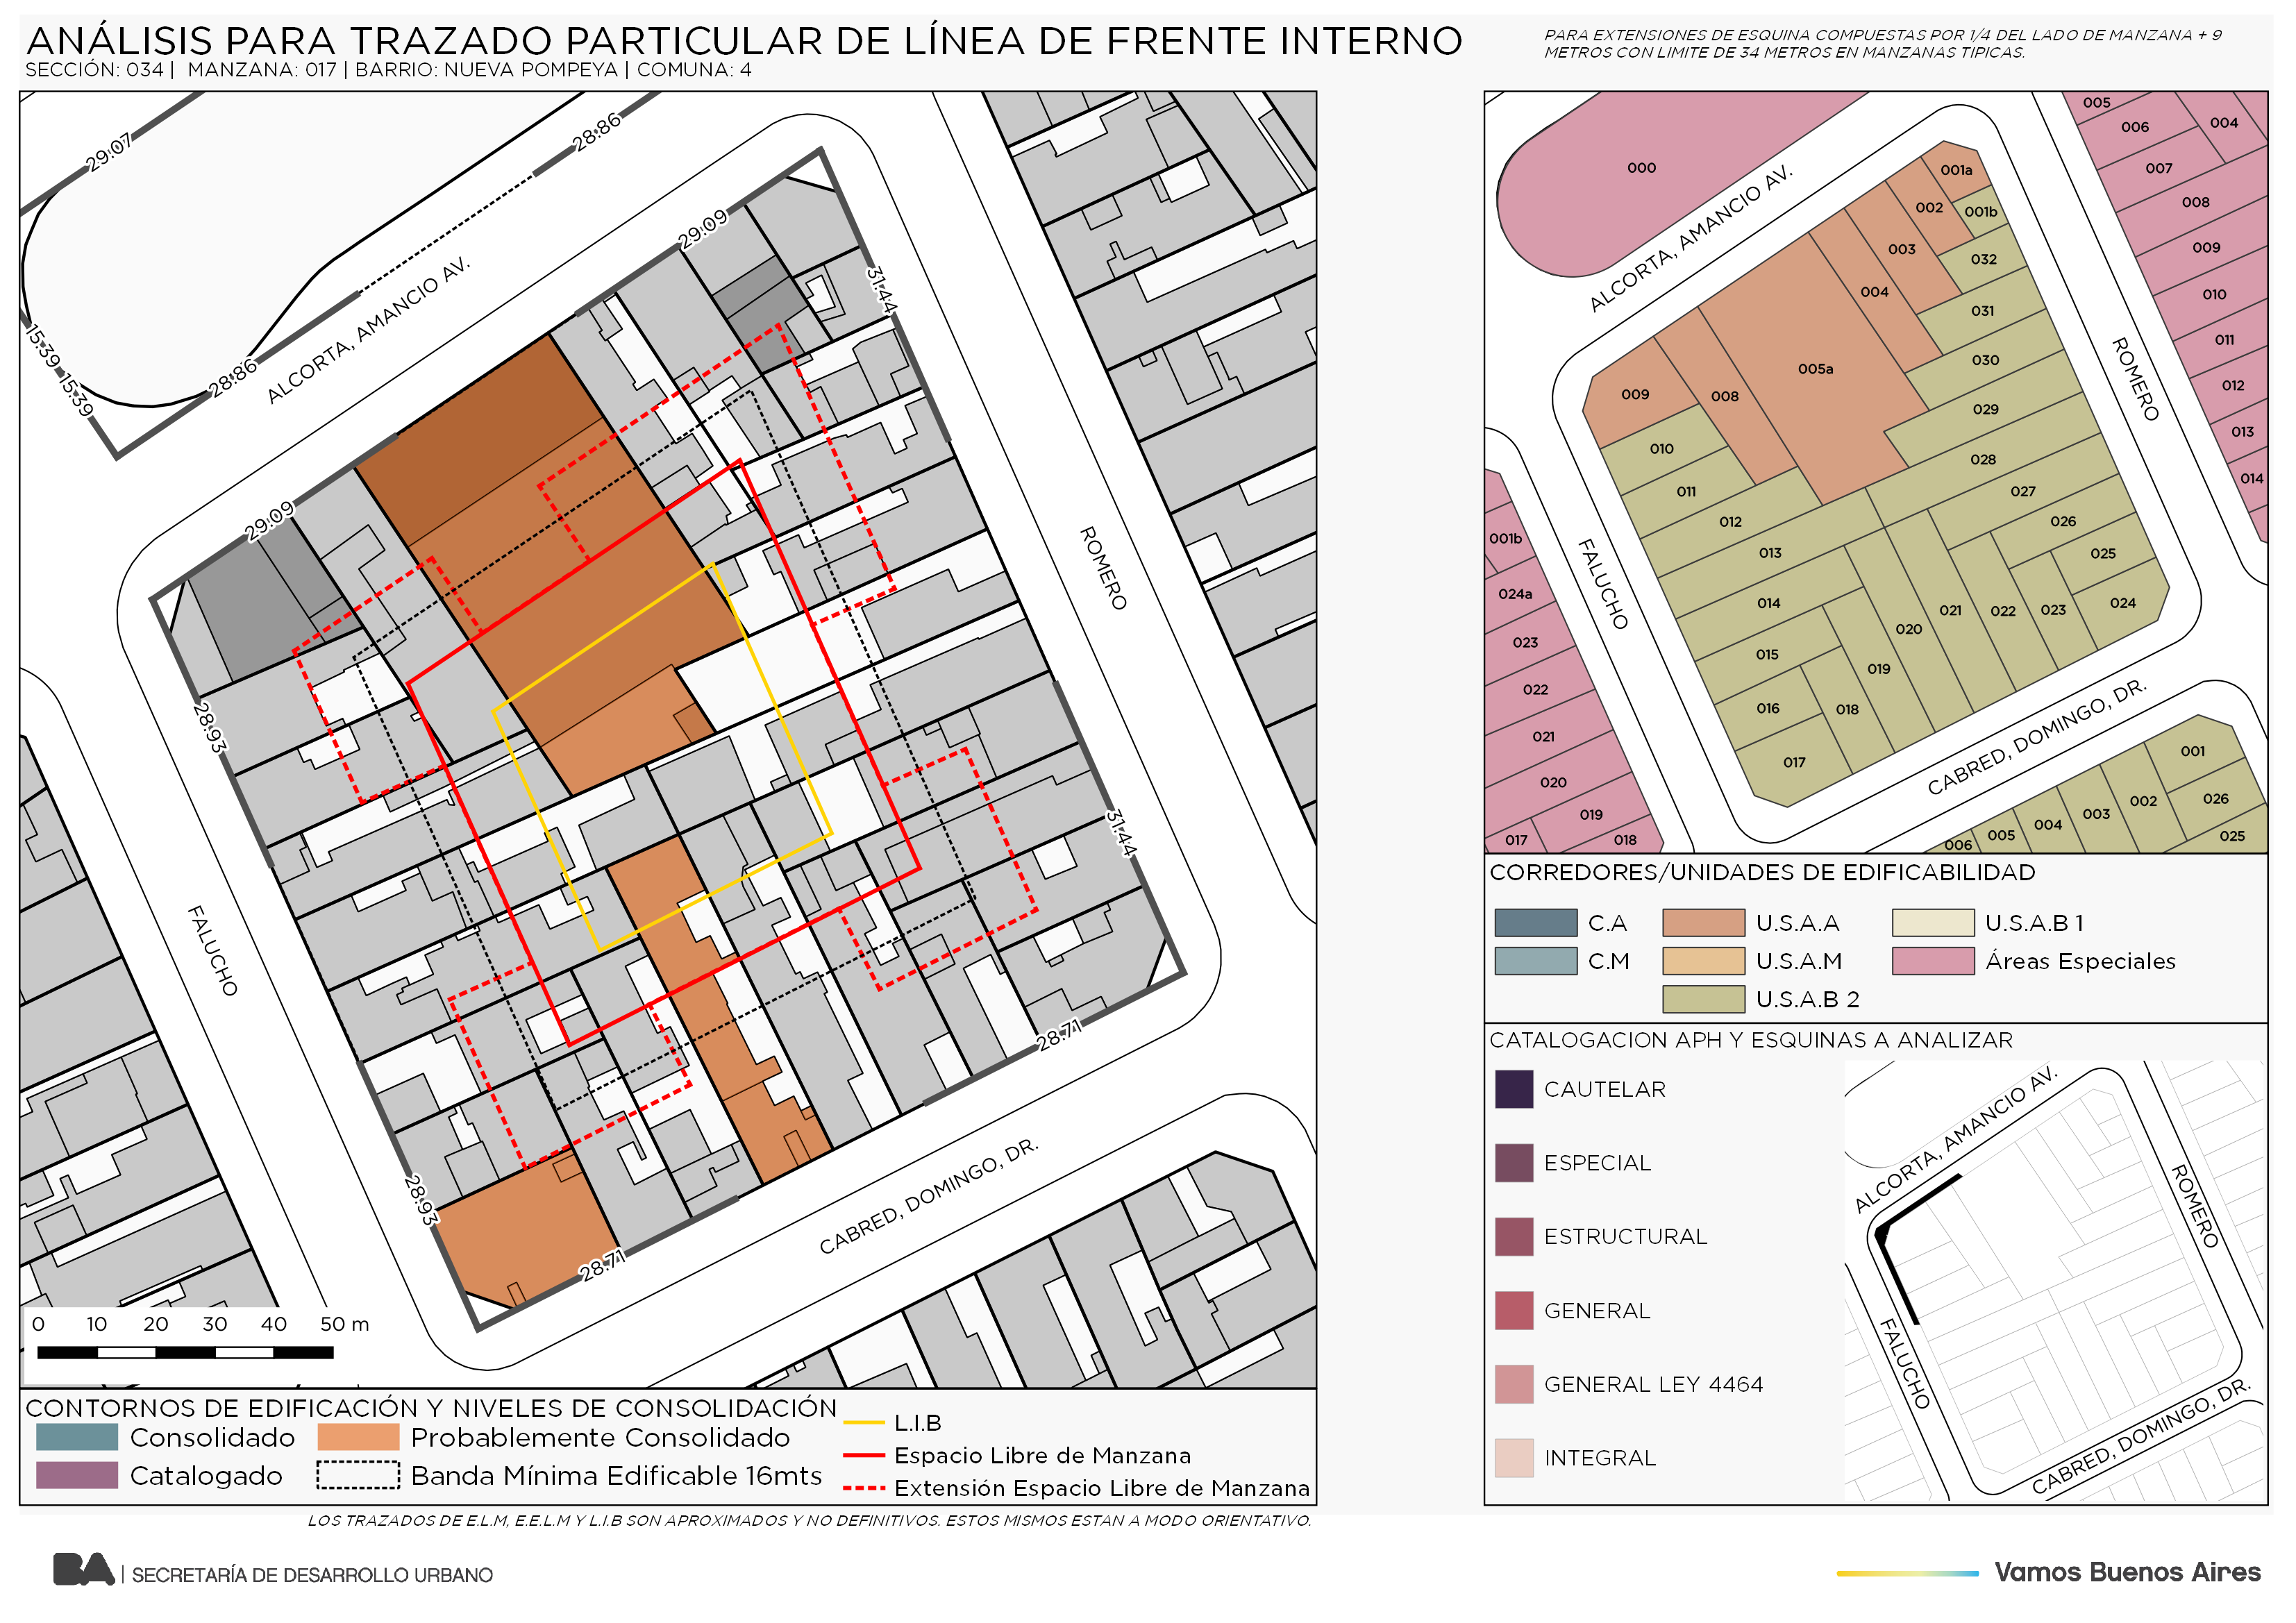 ANÁLISIS PARA TRAZADO PARTICULAR DE LÍNEA DE FRENTE INTERNO
SECCIÓN: 034 | MANZANA: 017 | BARRIO: NUEVA POMPEYA | COMUNA: 4
PARA EXTENSIONES DE ESQUINA COMPUESTAS POR 1/4 DEL LADO DE MANZANA + 9
METROS CON LIMITE DE 34 METROS EN MANZANAS TIPICAS.
29.07
28.86
15.39
15.39
28.86
ALCORTA, AMANCIO AV.
29.09
29.09
31.44
28.93
ROMERO
31.44
FALUCHO
28.93
28.71
28.71
CABRED, DOMINGO, DR.
0 10 20 30 40 50 m
CONTORNOS DE EDIFICACIÓN Y NIVELES DE CONSOLIDACIÓN
Consolidado
Probablemente Consolidado
Catalogado
Banda Mínima Edificable 16mts
L.I.B
Espacio Libre de Manzana
Extensión Espacio Libre de Manzana
LOS TRAZADOS DE E.L.M, E.E.L.M Y L.I.B SON APROXIMADOS Y NO DEFINITIVOS. ESTOS MISMOS ESTAN A MODO ORIENTATIVO.
000
ALCORTA, AMANCIO AV.
001a
002
001b
003
032
004
031
005a
030
009
008
029
010
028
011
027
012
026
013
025
014
024
023
022
021
020
015
019
016
018
017
005
004
006
007
008
009
010
011
012
013
014
ROMERO
FALUCHO
CABRED, DOMINGO, DR.
001b
024a
023
022
021
020
019
018
017
001
002
003
004
005
006
026
025
CORREDORES/UNIDADES DE EDIFICABILIDAD
C.A
U.S.A.A
U.S.A.B 1
C.M
U.S.A.M
Áreas Especiales
U.S.A.B 2
CATALOGACION APH Y ESQUINAS A ANALIZAR
CAUTELAR
ESPECIAL
ESTRUCTURAL
GENERAL
GENERAL LEY 4464
INTEGRAL
ALCORTA, AMANCIO AV.
ROMERO
FALUCHO
CABRED, DOMINGO, DR.
BA | SECRETARÍA DE DESARROLLO URBANO
Vamos Buenos Aires